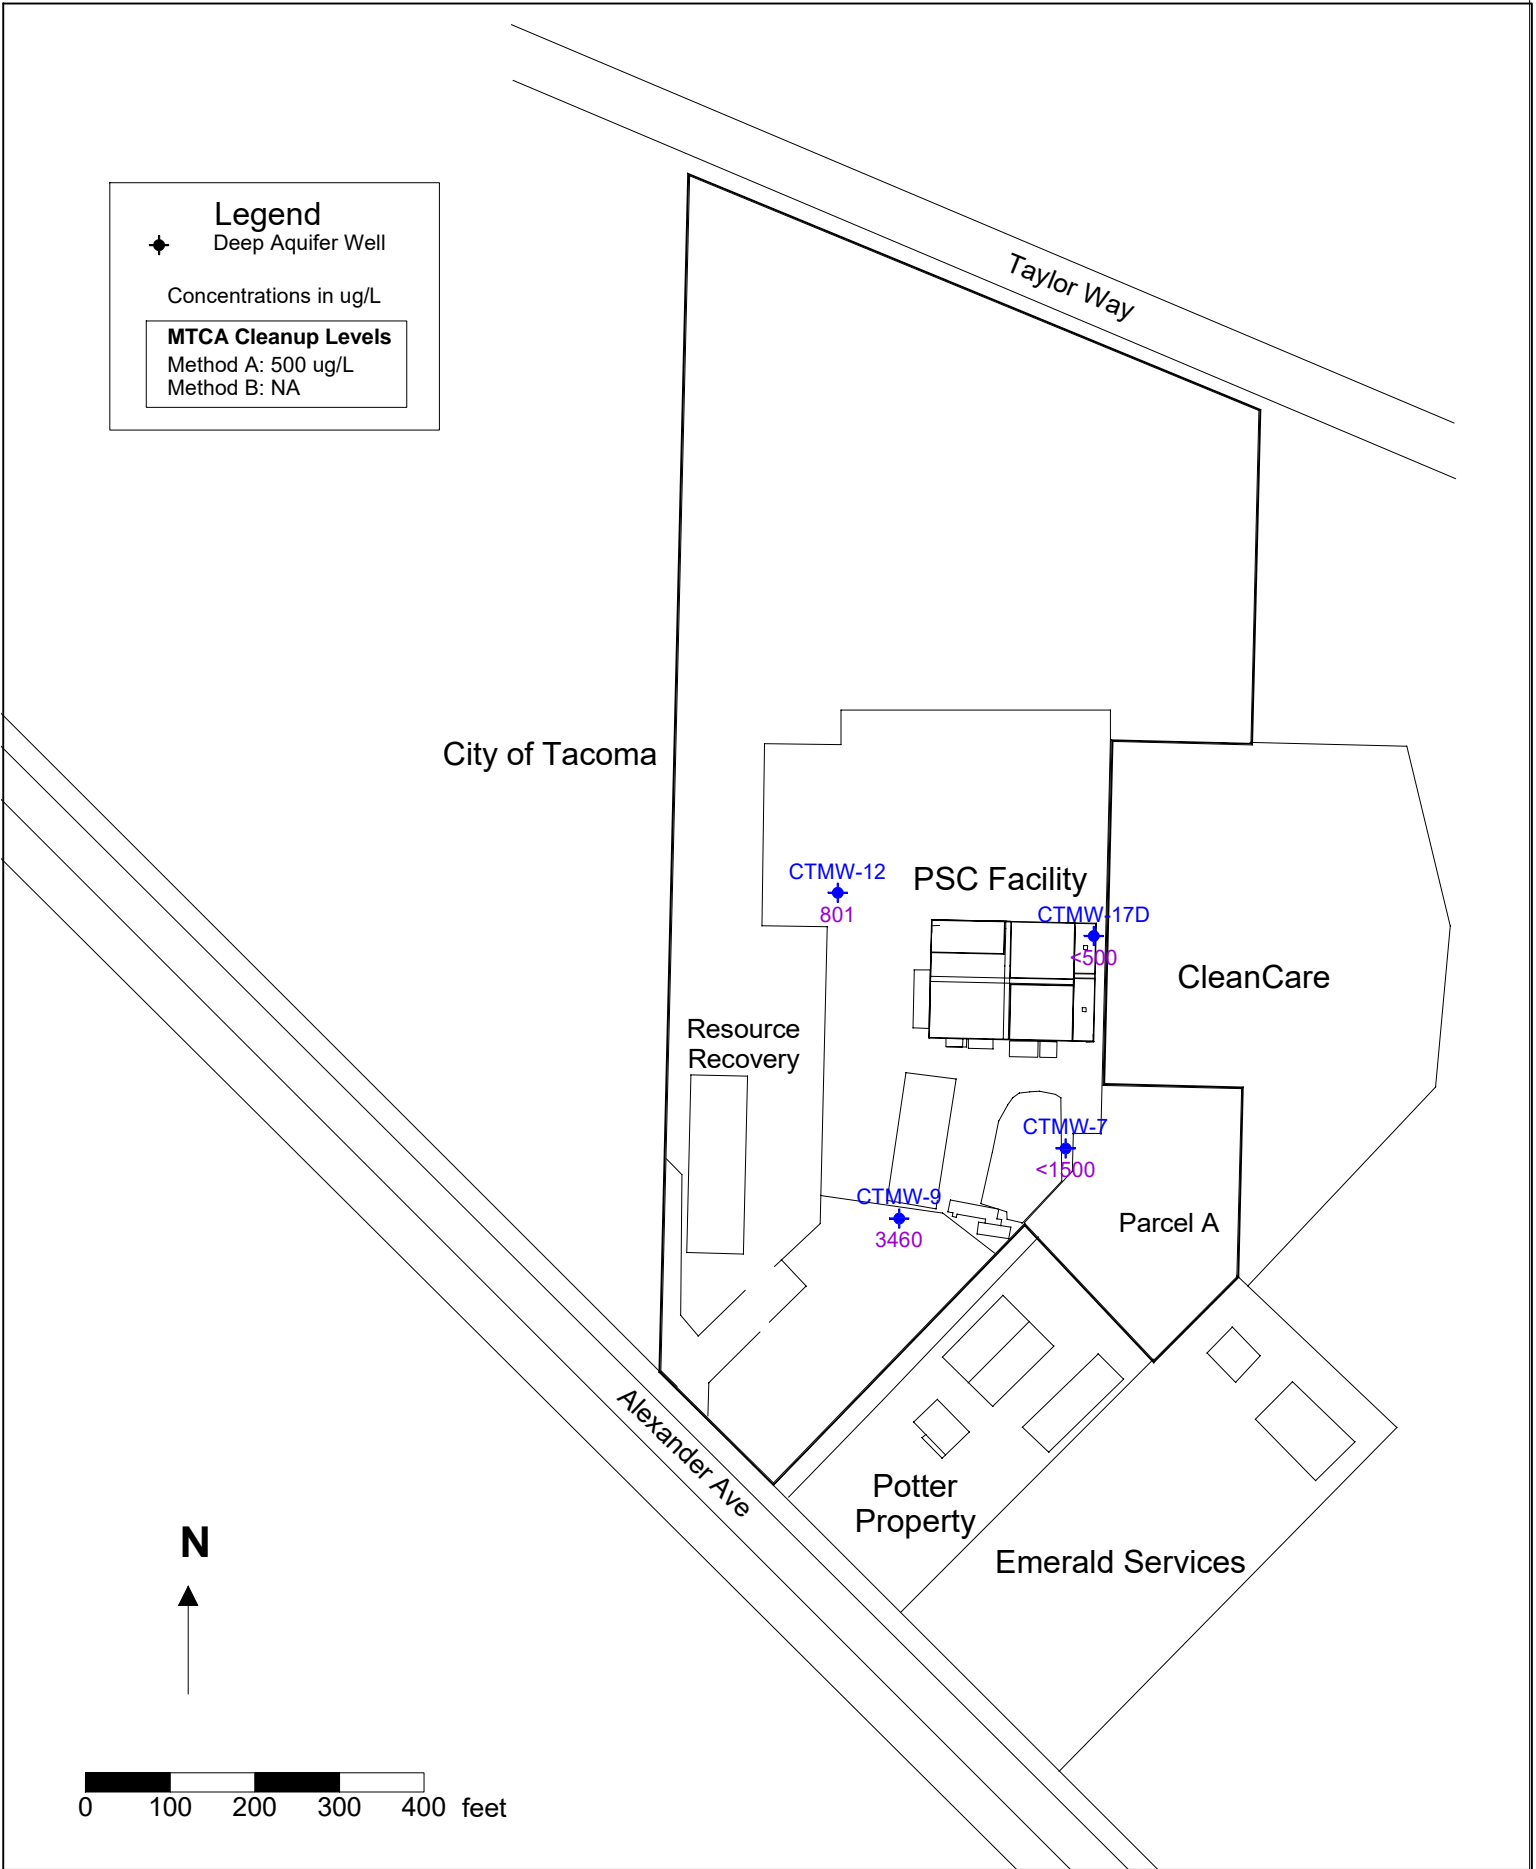 Legend
Deep Aquifer Well
Concentrations in ug/L
MTCA Cleanup Levels
Method A: 500 ug/L
Method B: NA
Taylor Way
City of Tacoma
CTMW-12
801
PSC Facility
CTMW-17D
<500
CleanCare
Resource
Recovery
CTMW-7
<1500
CTMW-9
3460
Parcel A
Alexander Ave
Potter
Property
Emerald Services
N
0 100 200 300 400 feet